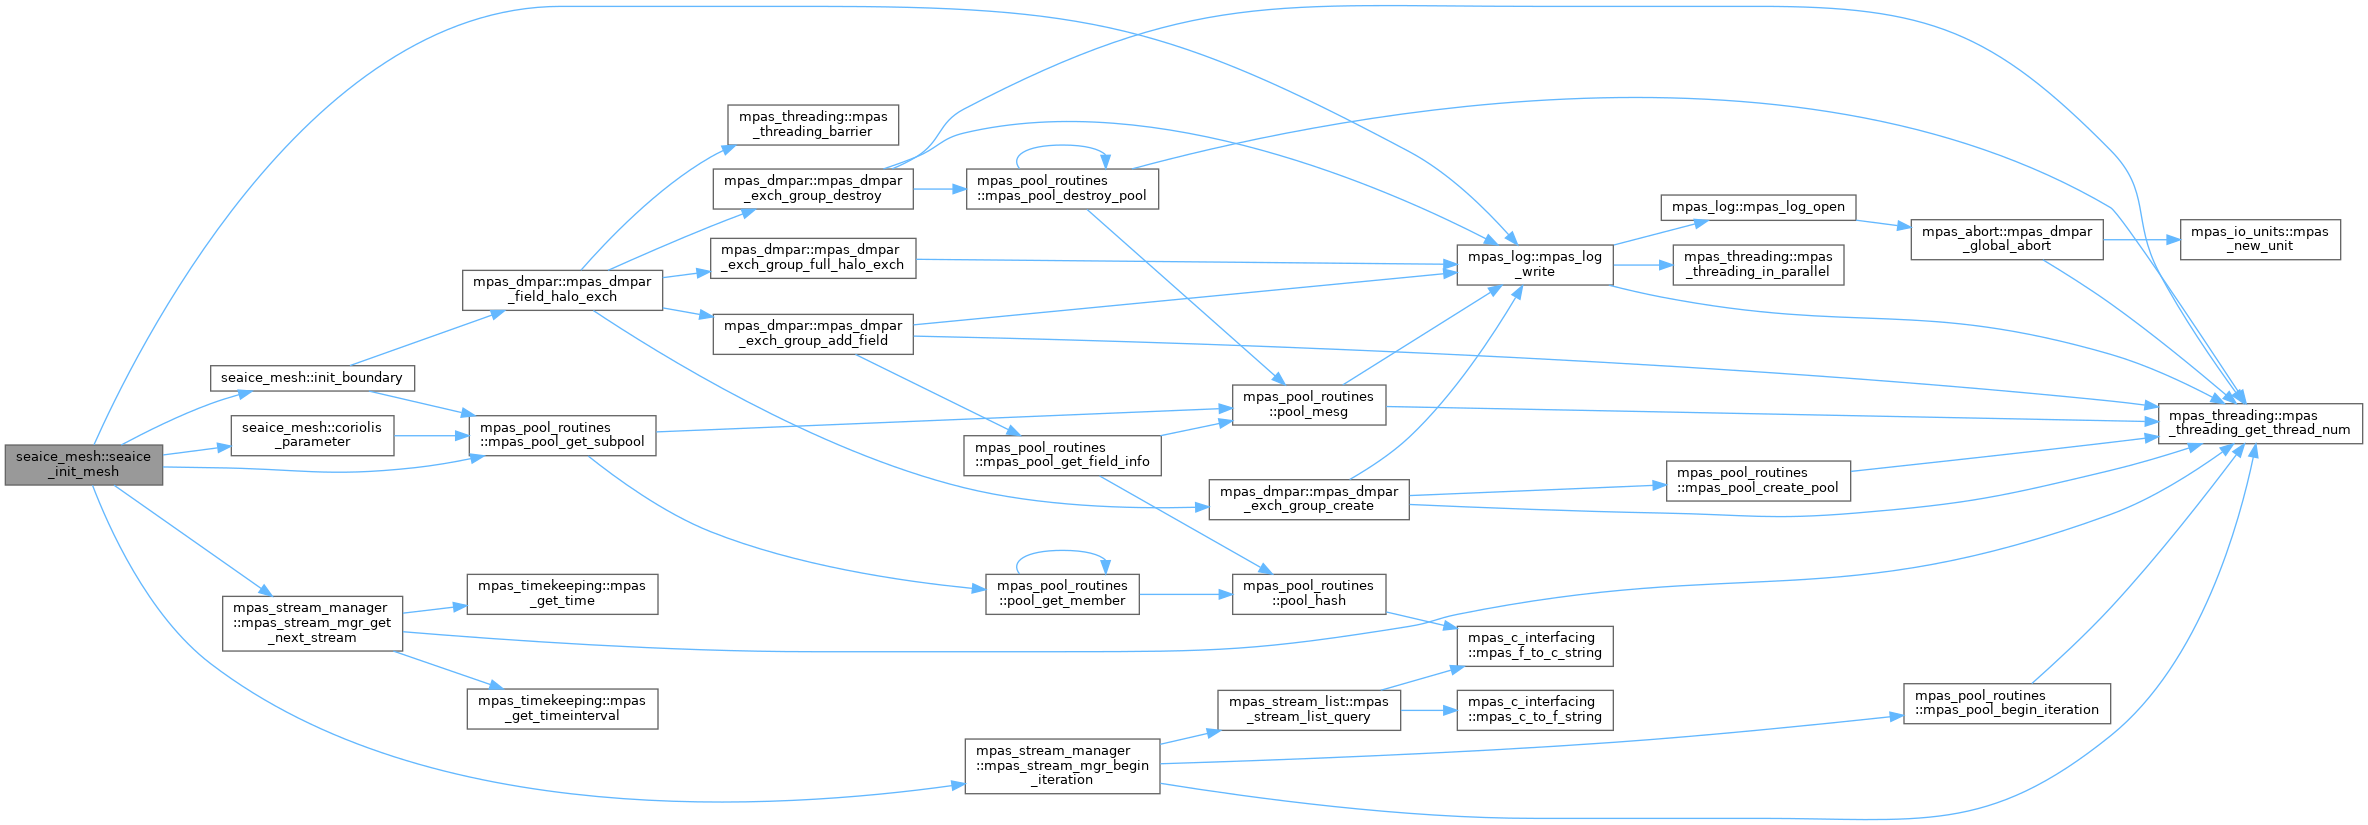 seaice_mesh::seaice
_init_mesh
seaice_mesh::init_boundary
seaice_mesh::coriolis
_parameter
mpas_stream_manager
::mpas_stream_mgr_get
_next_stream
mpas_dmpar::mpas_dmpar
_field_halo_exch
mpas_pool_routines
::mpas_pool_get_subpool
mpas_timekeeping::mpas
_get_time
mpas_timekeeping::mpas
_get_timeinterval
mpas_threading::mpas
_threading_barrier
mpas_dmpar::mpas_dmpar
_exch_group_destroy
mpas_dmpar::mpas_dmpar
_exch_group_full_halo_exch
mpas_dmpar::mpas_dmpar
_exch_group_add_field
mpas_pool_routines
::mpas_pool_destroy_pool
mpas_pool_routines
::mpas_pool_get_field_info
mpas_pool_routines
::pool_get_member
mpas_stream_manager
::mpas_stream_mgr_begin
_iteration
mpas_pool_routines
::pool_mesg
mpas_dmpar::mpas_dmpar
_exch_group_create
mpas_pool_routines
::pool_hash
mpas_stream_list::mpas
_stream_list_query
mpas_log::mpas_log
_write
mpas_c_interfacing
::mpas_f_to_c_string
mpas_c_interfacing
::mpas_c_to_f_string
mpas_log::mpas_log_open
mpas_threading::mpas
_threading_in_parallel
mpas_pool_routines
::mpas_pool_create_pool
mpas_abort::mpas_dmpar
_global_abort
mpas_pool_routines
::mpas_pool_begin_iteration
mpas_io_units::mpas
_new_unit
mpas_threading::mpas
_threading_get_thread_num